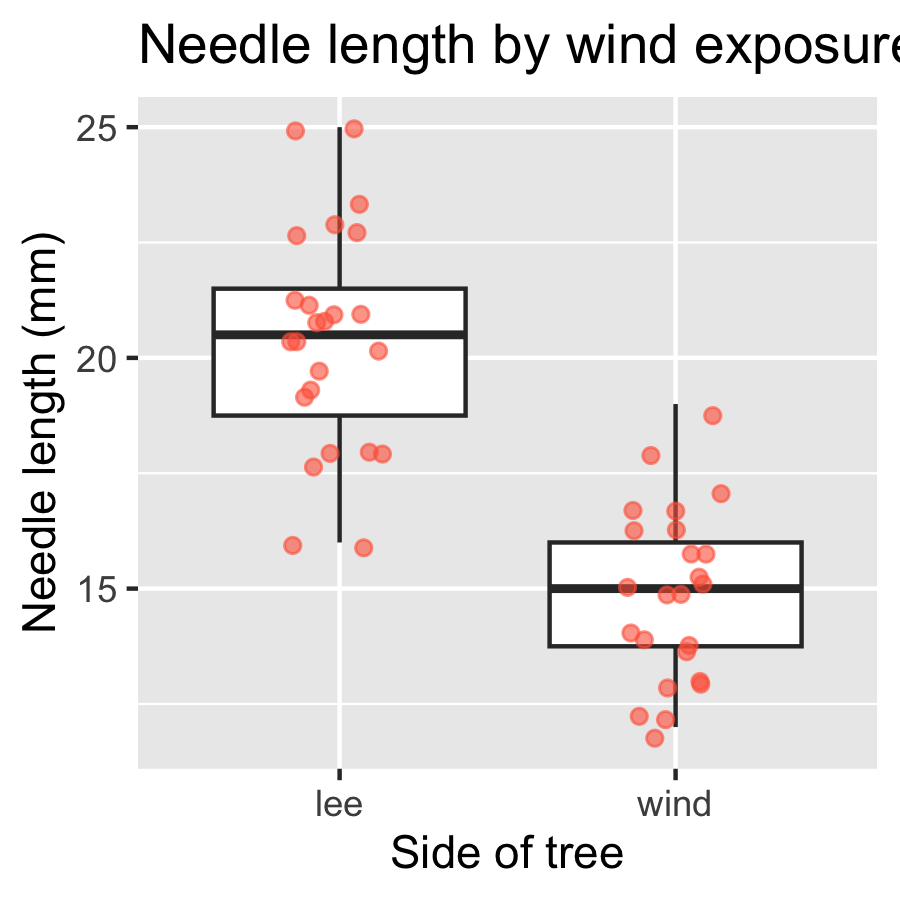 Needle length by wind exposure
25
20
15
Needle length (mm)
lee
wind
Side of tree